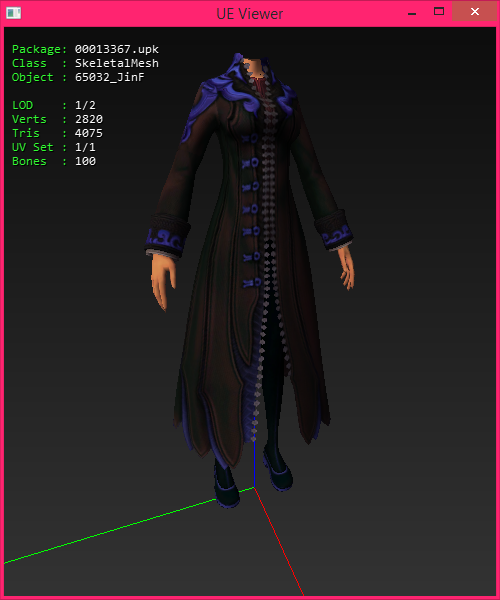 UE Viewer
Package: 00013367.upk
Class  : SkeletalMesh
Object : 65032_JinF
LOD    : 1/2
Verts  : 2820
Tris   : 4075
UV Set : 1/1
Bones  : 100